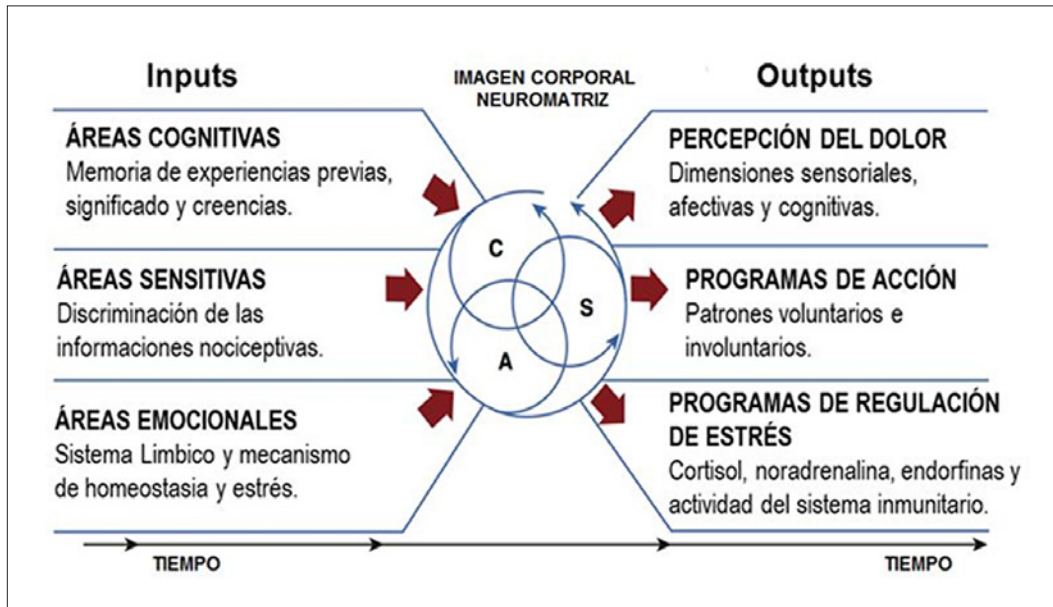 Inputs
IMAGEN CORPORAL
NEUROMATRIZ
Outputs
ÁREAS COGNITIVAS
Memoria de experiencias previas,
significado y creencias.
ÁREAS SENSITIVAS
Discriminación de las
informaciones nociceptivas.
ÁREAS EMOCIONALES
Sistema Limbico y mecanismo
de homeostasia y estrés.
C
S
A
PERCEPCIÓN DEL DOLOR
Dimensiones sensoriales,
afectivas y cognitivas.
PROGRAMAS DE ACCIÓN
Patrones voluntarios e
involuntarios.
PROGRAMAS DE REGULACIÓN
DE ESTRÉS
Cortisol, noradrenalina, endorfinas y
actividad del sistema inmunitario.
TIEMPO
TIEMPO